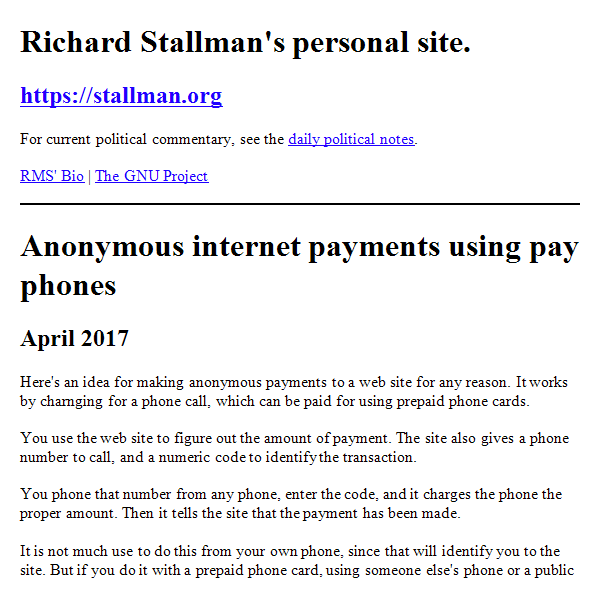 Richard Stallman's personal site.
https://stallman.org
For current political commentary, see the daily political notes.
RMS' Bio | The GNU Project
Anonymous internet payments using pay
phones
April 2017
Here's an idea for making anonymous payments to a web site for any reason. It works
by charnging for a phone call, which can be paid for using prepaid phone cards.
You use the web site to figure out the amount of payment. The site also gives a phone
number to call, and a numeric code to identify the transaction.
You phone that number from any phone, enter the code, and it charges the phone the
proper amount. Then it tells the site that the payment has been made.
It is not much use to do this from your own phone, since that will identify you to the
site. But if you do it with a prepaid phone card, using someone else's phone or a public